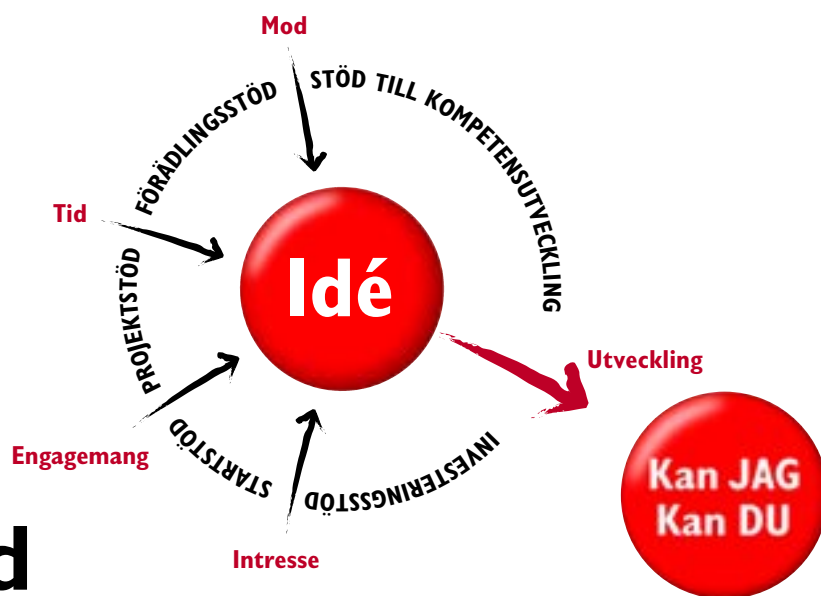 Mod
STÖD TILL KOMPETENSUTVECKLING
FÖRÄDLINGSSTÖD
Tid
Idé
PROJEKTSTÖD
Utveckling
Engagemang
STARTSTÖD
INVESTERINGSSTÖD
Kan JAG
Kan DU
Intresse
d